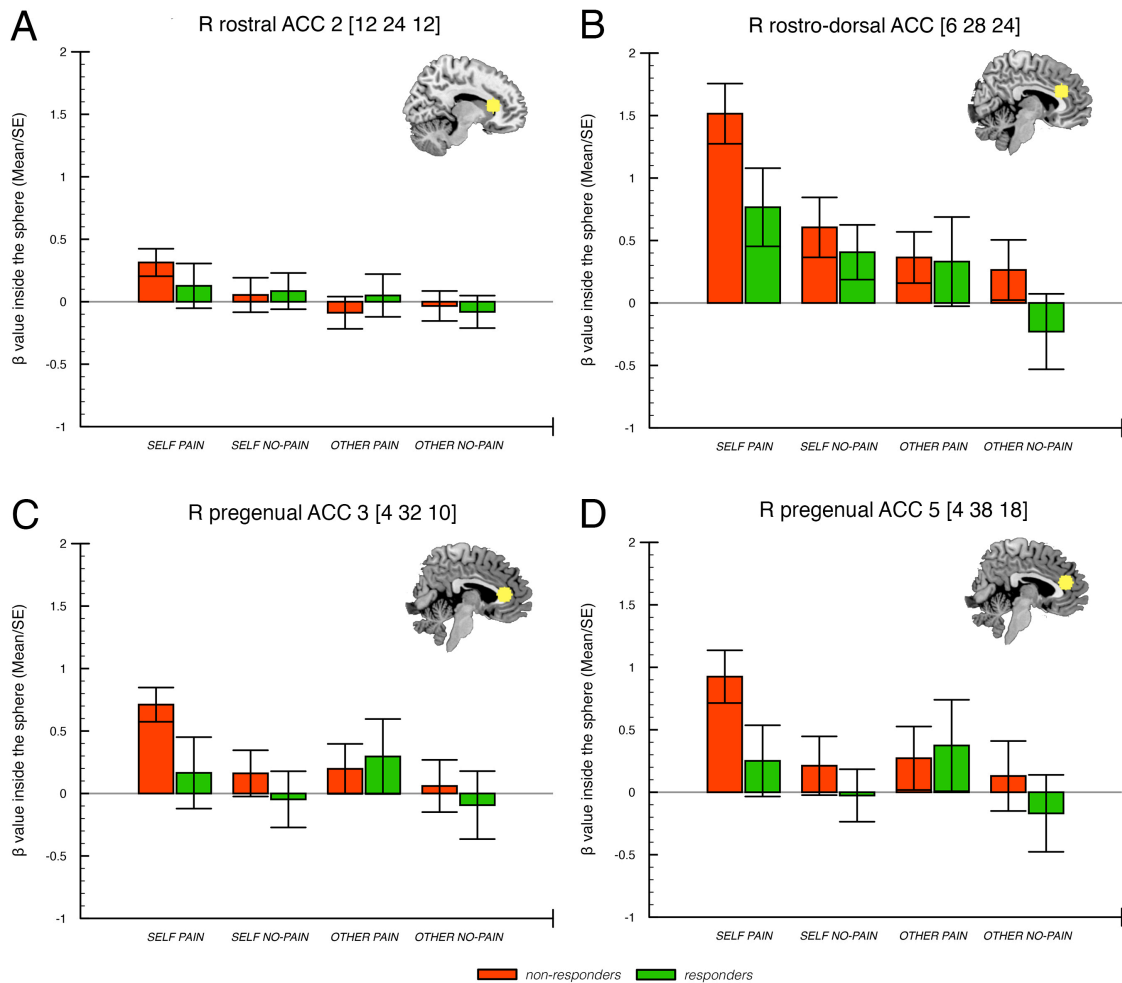 A
R rostral ACC 2 [12 24 12]
β value inside the sphere (Mean/SE)
2
1.5
1
0.5
0
-0.5
-1
SELF PAIN SELF NO-PAIN OTHER PAIN OTHER NO-PAIN
B
R rostro-dorsal ACC [6 28 24]
β value inside the sphere (Mean/SE)
2
1.5
1
0.5
0
-0.5
-1
SELF PAIN SELF NO-PAIN OTHER PAIN OTHER NO-PAIN
C
R pregenual ACC 3 [4 32 10]
β value inside the sphere (Mean/SE)
2
1.5
1
0.5
0
-0.5
-1
SELF PAIN SELF NO-PAIN OTHER PAIN OTHER NO-PAIN
D
R pregenual ACC 5 [4 38 18]
β value inside the sphere (Mean/SE)
2
1.5
1
0.5
0
-0.5
-1
SELF PAIN SELF NO-PAIN OTHER PAIN OTHER NO-PAIN
non-responders responders